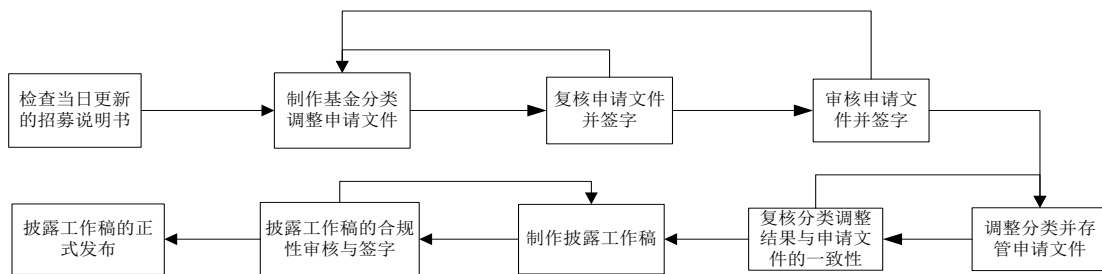 检查当日更新
的招募说明书
制作基金分类
调整申请文件
复核申请文件
并签字
审核申请文
件并签字
披露工作稿的正
式发布
披露工作稿的合规
性审核与签字
制作披露工作稿
复核分类调整
结果与申请文
件的一致性
调整分类并存
管申请文件